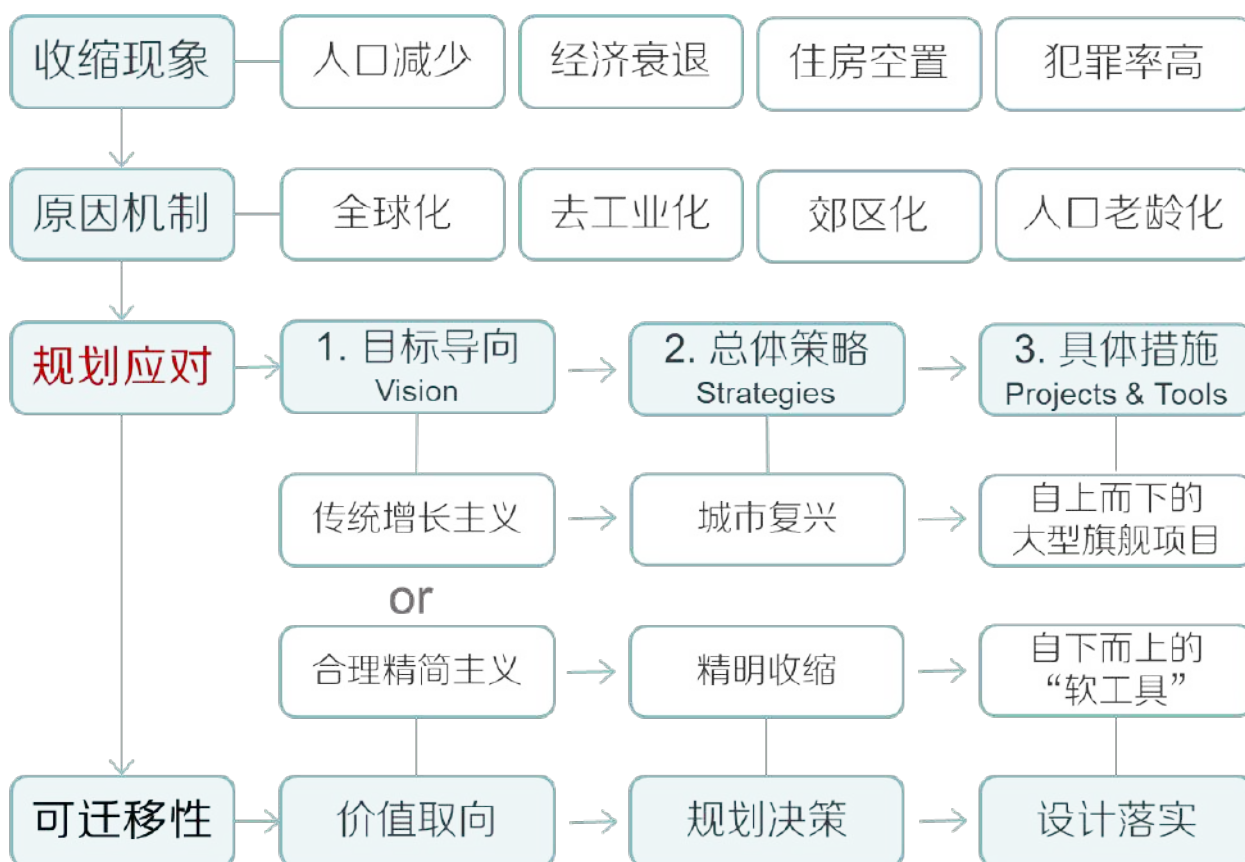 收缩现象
人口减少
经济衰退
住房空置
犯罪率高
原因机制
全球化
去工业化
郊区化
人口老龄化
规划应对
1. 目标导向
Vision
2. 总体策略
Strategies
3. 具体措施
Projects & Tools
传统增长主义
城市复兴
自上而下的
大型旗舰项目
or
合理精简主义
精明收缩
自下而上的
“软工具”
可迁移性
价值取向
规划决策
设计落实